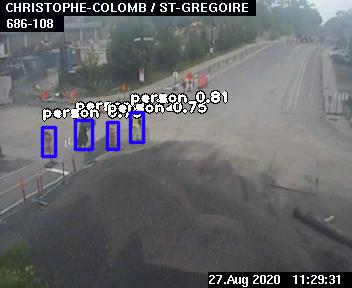 CHRISTOPHE-COLOMB / ST-GREGOIRE
686-108
person 0.81
person 0.75
27.Aug 2020 11:29:31